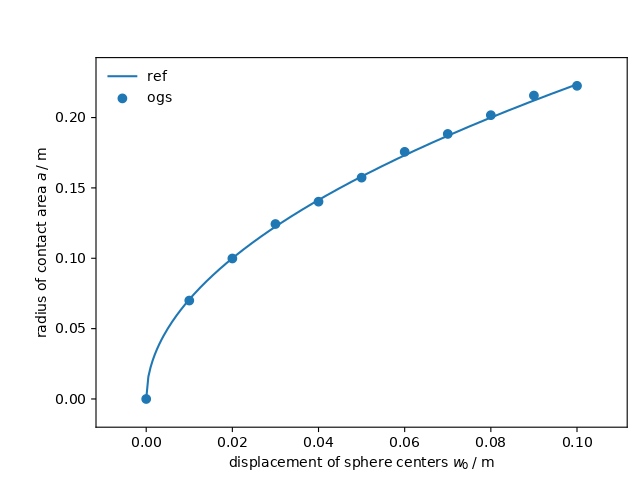 ref
ogs
0.20
0.15
0.10
0.05
0.00
radius of contact area a / m
0.00 0.02 0.04 0.06 0.08 0.10
displacement of sphere centers w₀ / m